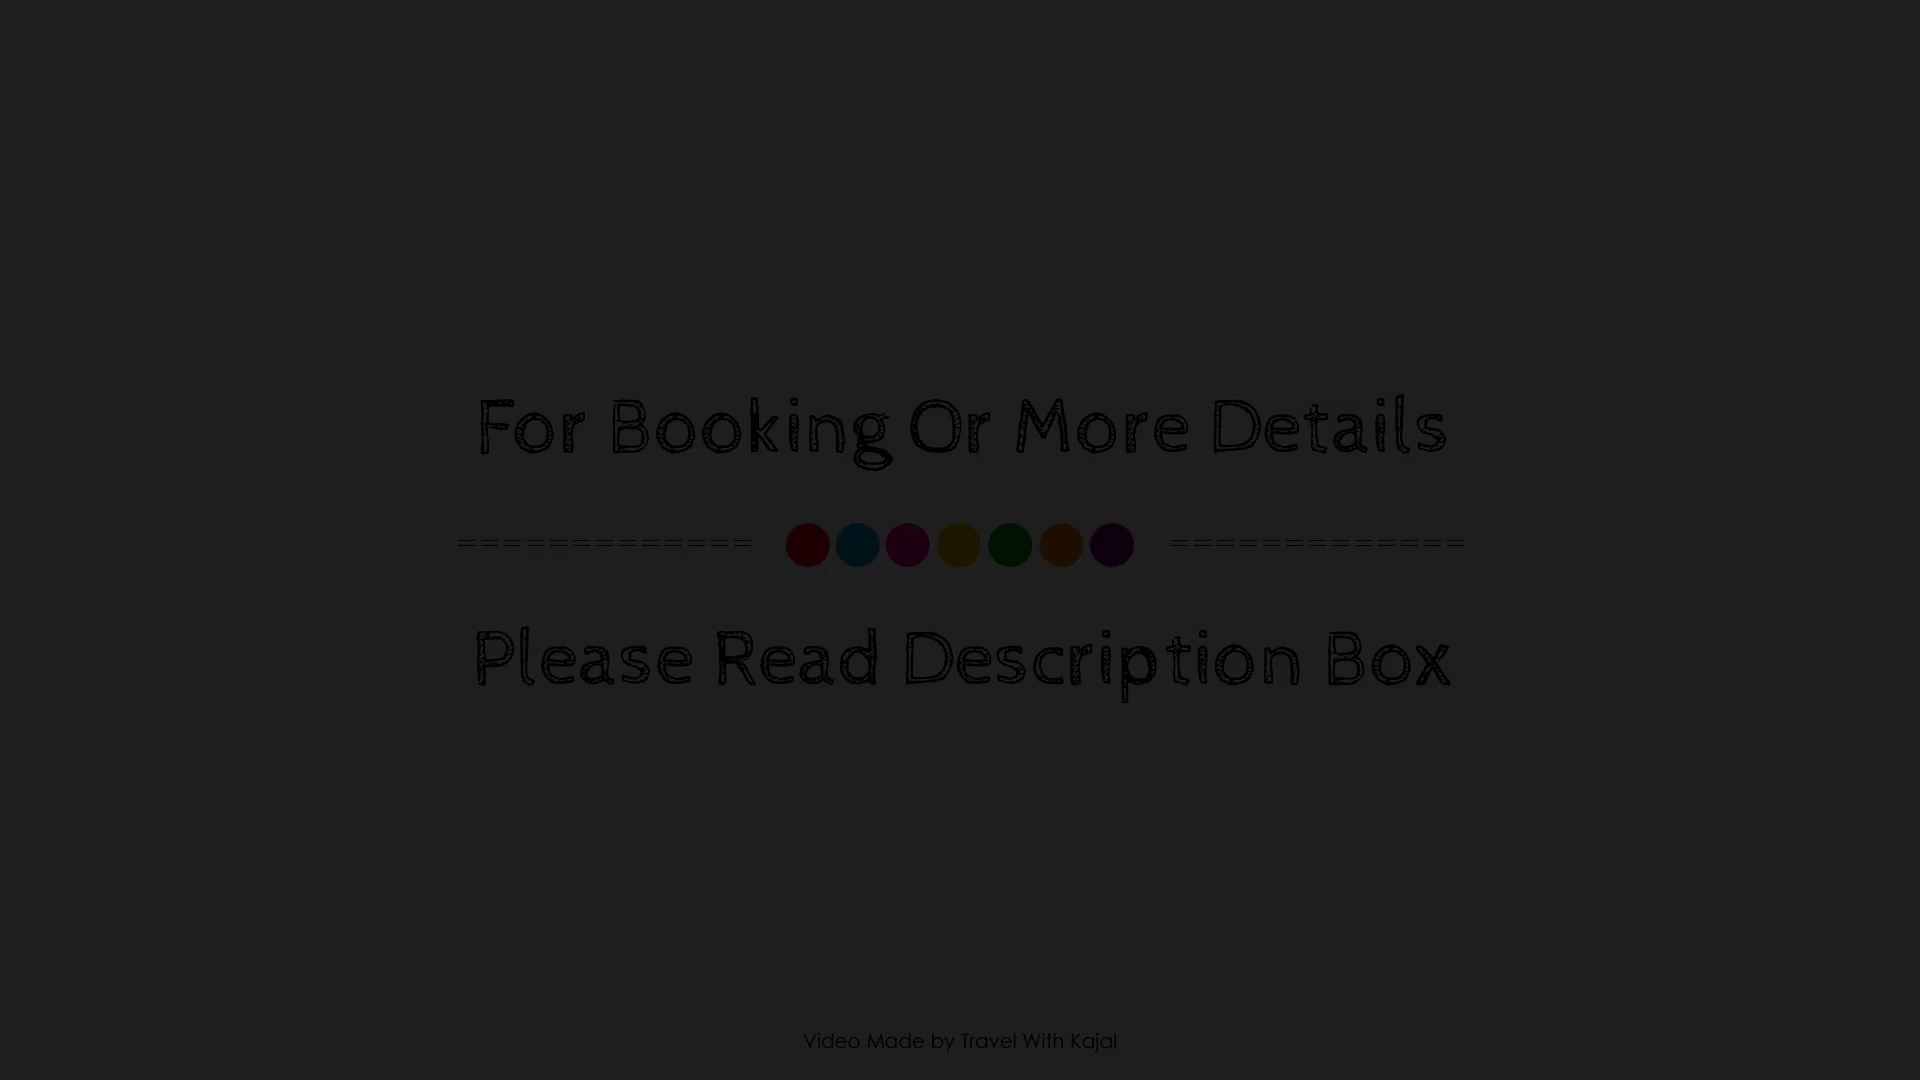 For Booking Or More Details
============= =============
Please Read Description Box
Video Made by Travel With Kajal